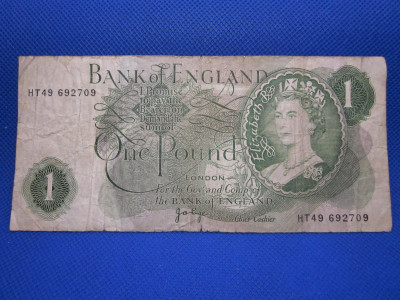 BANK of ENGLAND
HT49 692709
I Promise
to pay the
Bearer on
Demand the
sum of
1
Elizabeth R
One Pound
LONDON
For the Gov.r and Comp.a of
the BANK of ENGLAND
1
Chief Cashier
HT49 692709